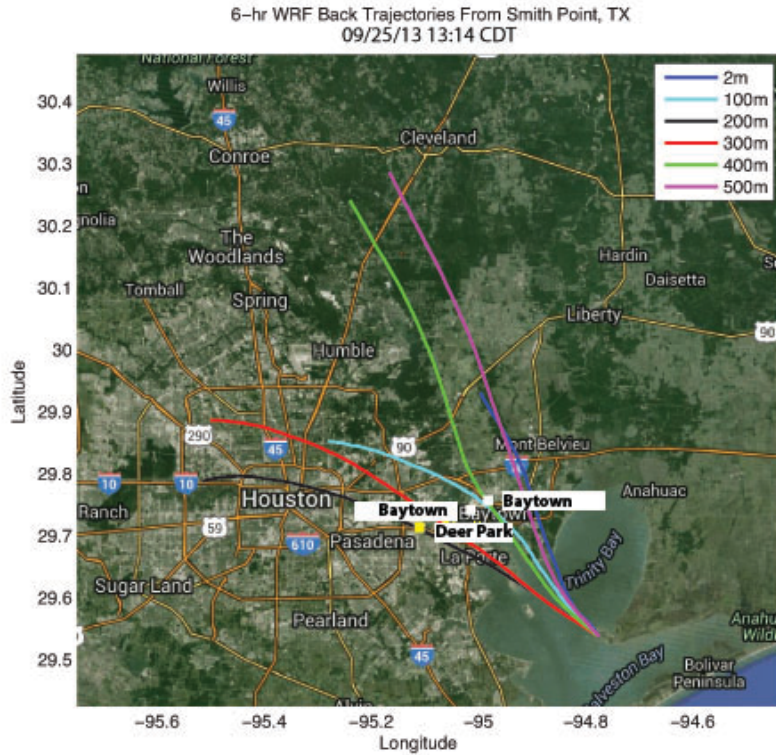 6-hr WRF Back Trajectories From Smith Point, TX
09/25/13 13:14 CDT
National Forest
Willis
2m
100m
200m
300m
400m
500m
30.4
30.3
30.2
30.1
30
29.9
29.8
29.7
29.6
29.5
Latitude
45
Cleveland
Conroe
The
Woodlands
Hardin
Daisetta
Tomball
Spring
Liberty
90
Humble
290
45
90
Mont Belvieu
10
10
Houston
Baytown
Baytown
Baytown
Anahuac
Ranch
59
Deer Park
Pasadena
610
La Porte
Trinity Bay
Sugar Land
Pearland
45
Galveston Bay
Bolivar
Peninsula
−95.6
−95.4
−95.2
−95
−94.8
−94.6
Longitude